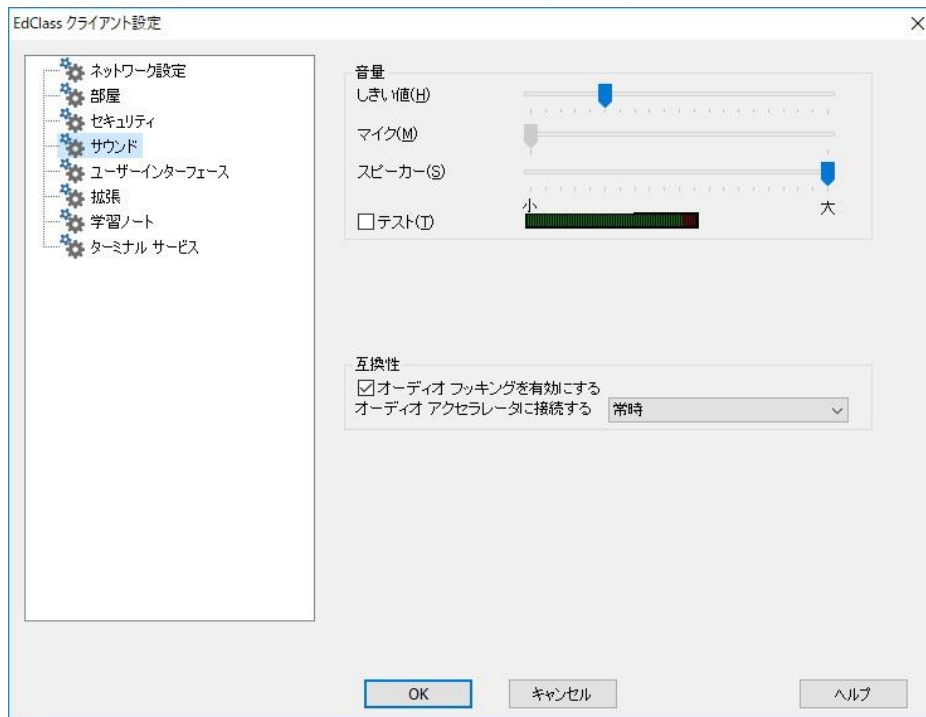 EdClass クライアント設定
ネットワーク設定
部屋
セキュリティ
サウンド
ユーザーインターフェース
拡張
学習ノート
ターミナル サービス
音量
しきい値(H)
マイク(M)
スピーカー(S)
小 大
テスト(T)
互換性
オーディオ フッキングを有効にする
オーディオ アクセラレータに接続する 常時
OK キャンセル ヘルプ